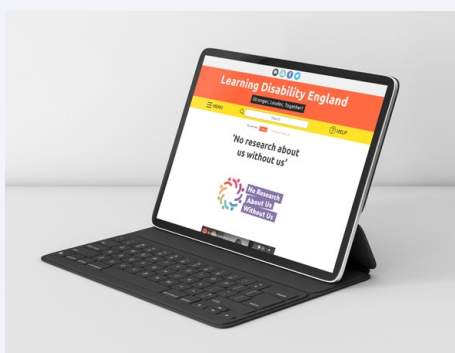 Learning Disability England
Stronger, Louder, Together!
MENU
Search
HELP
'No research about
us without us'
No Research
About Us
Without Us